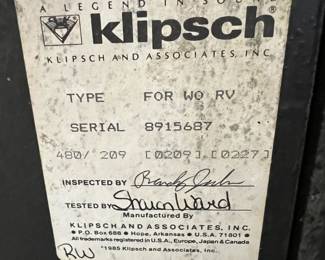 A LEGEND IN SOUND
klipsch®
KLIPSCH AND ASSOCIATES, INC.
TYPE FOR WO RV
SERIAL 8915687
480/ 209 [0209] [0227]
INSPECTED BY
TESTED BY Sharon Ward
Manufactured By
KLIPSCH AND ASSOCIATES, INC.
• P.O. Box 688 • Hope, Arkansas • U.S.A. 71801 •
All trademarks registered in U.S.A., Europe, Japan & Canada
RW °1985 Klipsch and Associates, Inc.